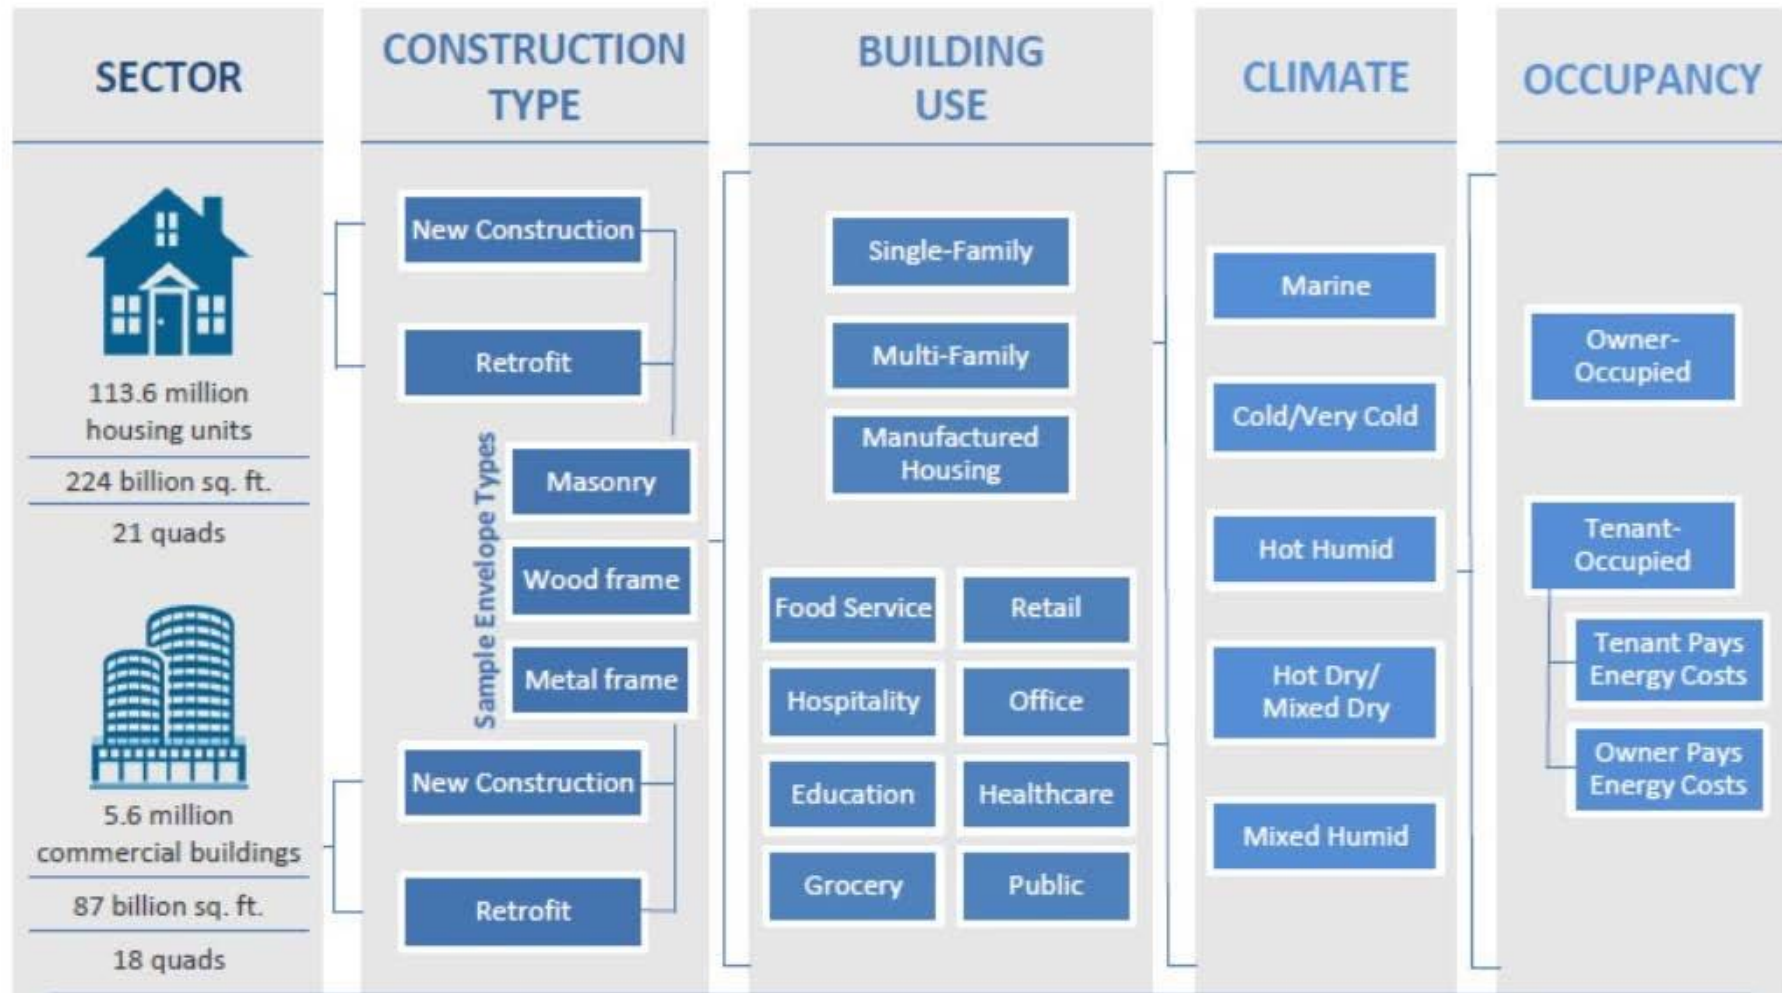 SECTOR
113.6 million
housing units
224 billion sq. ft.
21 quads
5.6 million
commercial buildings
87 billion sq. ft.
18 quads
CONSTRUCTION
TYPE
New Construction
Retrofit
Sample Envelope Types
Masonry
Wood frame
Metal frame
New Construction
Retrofit
BUILDING
USE
Single-Family
Multi-Family
Manufactured
Housing
Food Service
Retail
Hospitality
Office
Education
Healthcare
Grocery
Public
CLIMATE
Marine
Cold/Very Cold
Hot Humid
Hot Dry/
Mixed Dry
Mixed Humid
OCCUPANCY
Owner-
Occupied
Tenant-
Occupied
Tenant Pays
Energy Costs
Owner Pays
Energy Costs